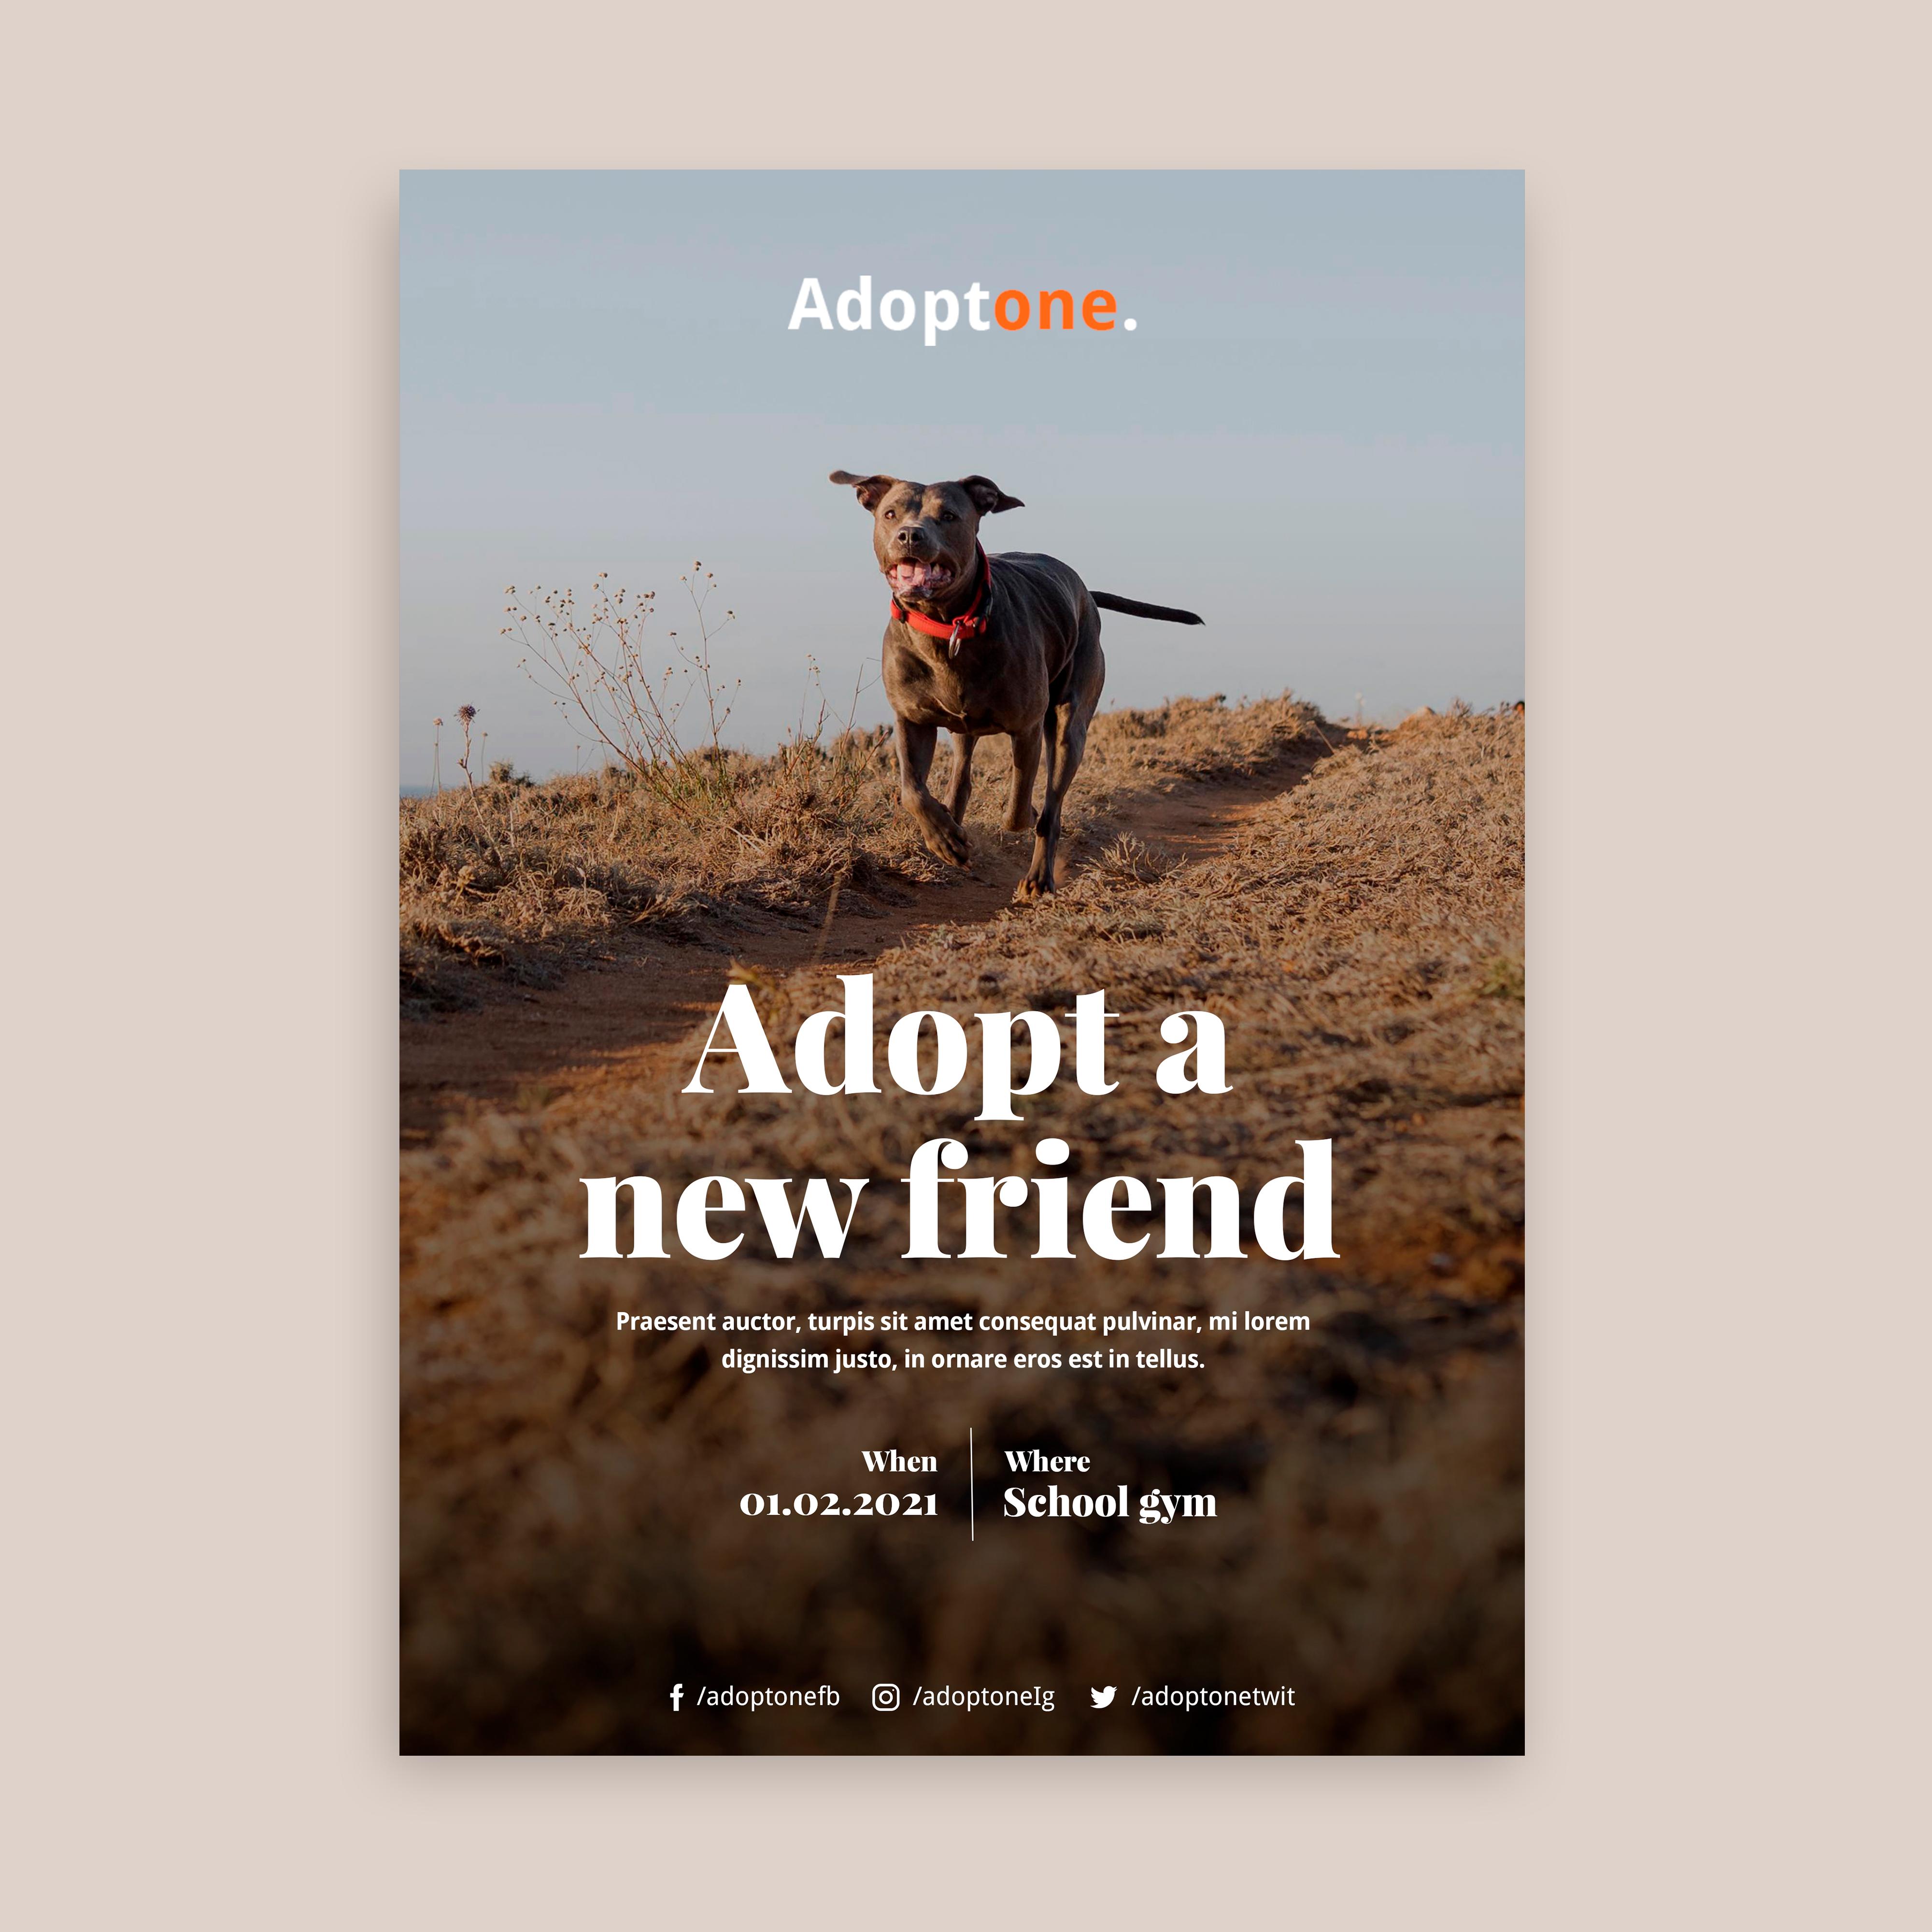 Adoptone.
Adopt a
new friend
Praesent auctor, turpis sit amet consequat pulvinar, mi lorem
dignissim justo, in ornare eros est in tellus.
When
01.02.2021
Where
School gym
/adoptonefb /adoptoneIg /adoptonetwit